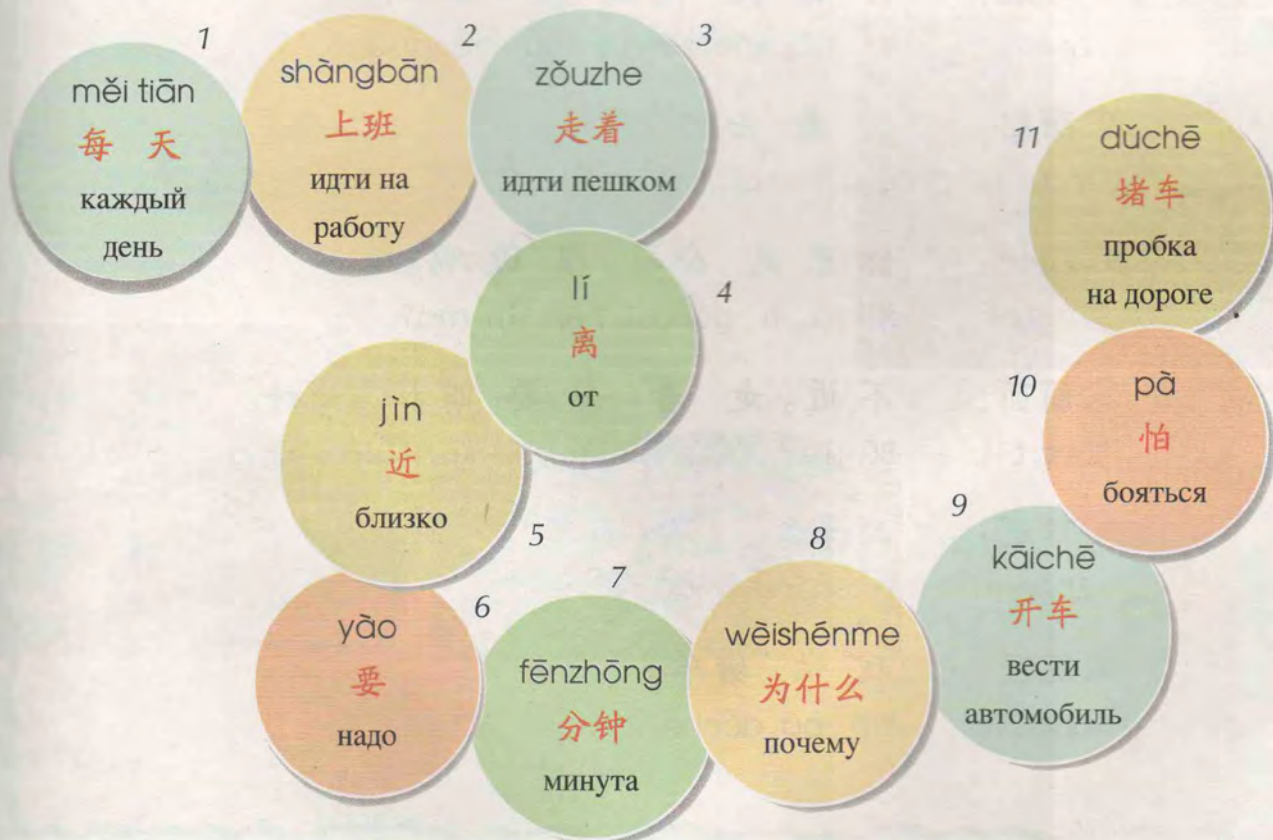 1
měi tiān
每 天
каждый
день
2
shàngbān
上班
идти на
работу
3
zǒuzhe
走着
идти пешком
4
lí
离
от
5
jìn
近
близко
6
yào
要
надо
7
fēnzhōng
分钟
минута
8
wèishénme
为什么
почему
9
kāichē
开车
вести
автомобиль
10
pà
怕
бояться
11
dǔchē
堵车
пробка
на дороге